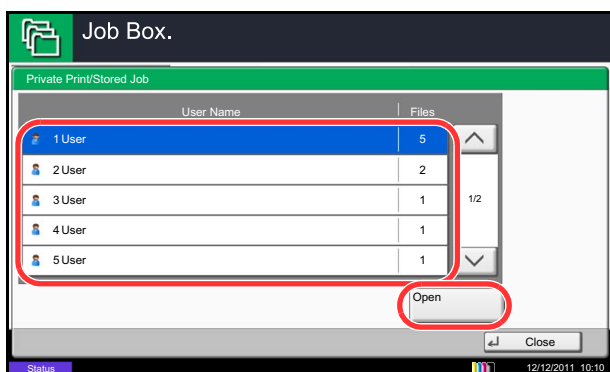 Job Box.
Private Print/Stored Job
User Name Files
1 User 5
2 User 2
3 User 1
1/2
4 User 1
5 User 1
Open
Close
Status 12/12/2011 10:10